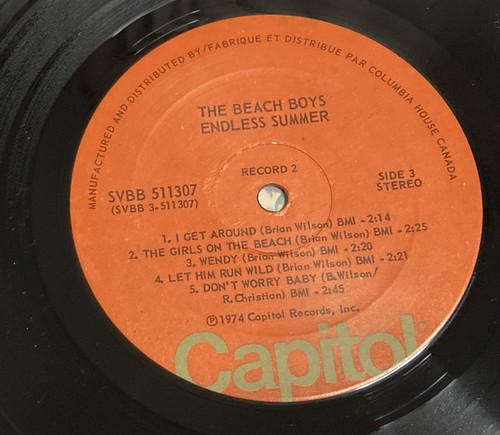 MANUFACTURED AND DISTRIBUTED BY/FABRIQUE ET DISTRIBUE PAR COLUMBIA HOUSE CANADA
THE BEACH BOYS
ENDLESS SUMMER
RECORD 2
SVBB 511307
(SVBB 3-511307)
SIDE 3
STEREO
1. I GET AROUND (Brian Wilson) BMI - 2:14
2. THE GIRLS ON THE BEACH (Brian Wilson) BMI - 2:25
3. WENDY (Brian Wilson) BMI - 2:20
4. LET HIM RUN WILD (Brian Wilson) BMI - 2:21
5. DON'T WORRY BABY (B.Wilson/
R.Christian) BMI - 2:45
Ⓟ1974 Capitol Records, Inc.
Capitol®